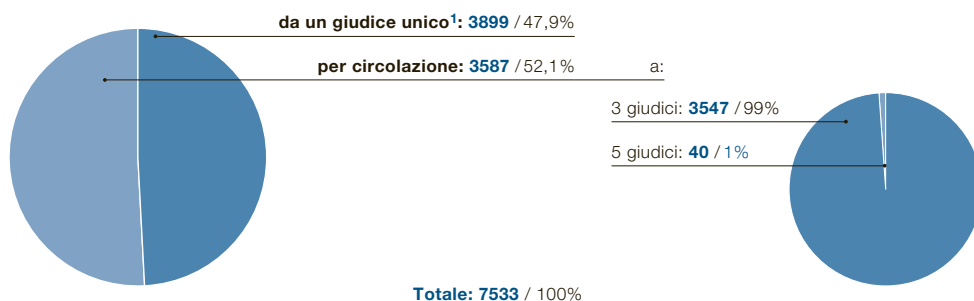 da un giudice unico1: 3899 / 47,9%
per circolazione: 3587 / 52,1% a:
3 giudici: 3547 / 99%
5 giudici: 40 / 1%
Totale: 7533 / 100%